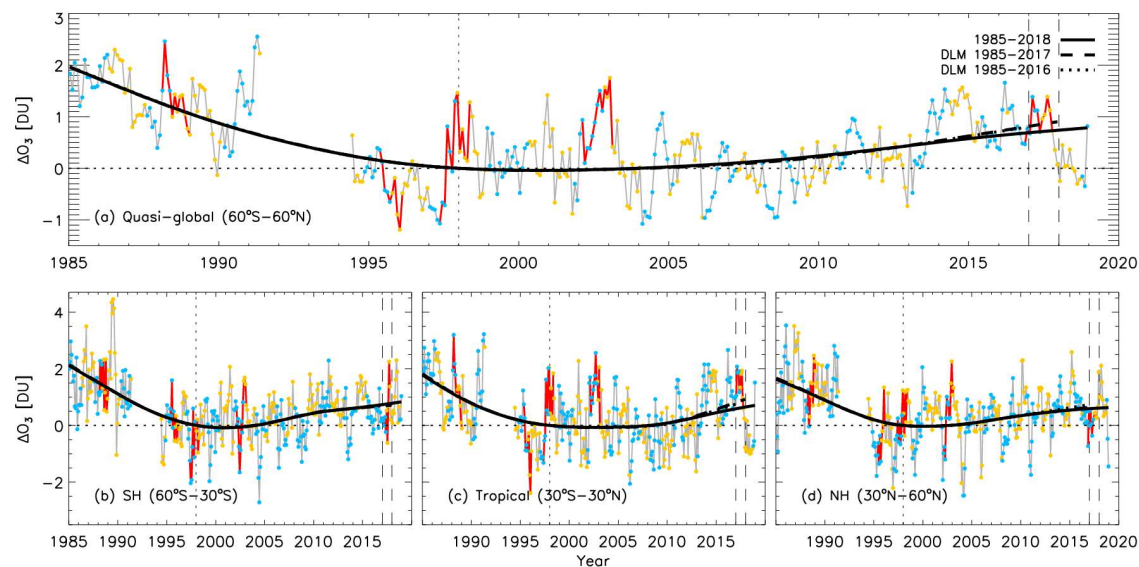 3
2
1
0
−1
ΔO₃ [DU]
1985−2018
DLM 1985−2017
DLM 1985−2016
(a) Quasi−global (60°S−60°N)
1985 1990 1995 2000 2005 2010 2015 2020
4
2
0
−2
ΔO₃ [DU]
(b) SH (60°S−30°S) (c) Tropical (30°S−30°N) (d) NH (30°N−60°N)
1985 1990 1995 2000 2005 2010 2015 1990 1995 2000 2005 2010 2015 1990 1995 2000 2005 2010 2015 2020
Year